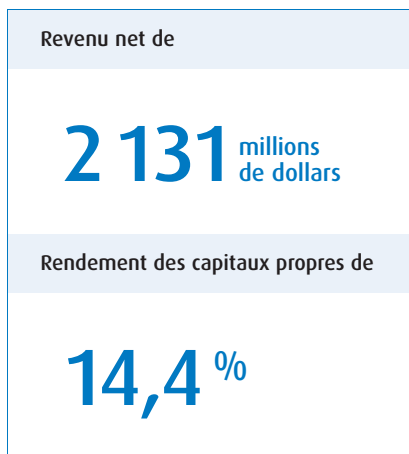 Revenu net de
2 131 millions
de dollars
Rendement des capitaux propres de
14,4 %